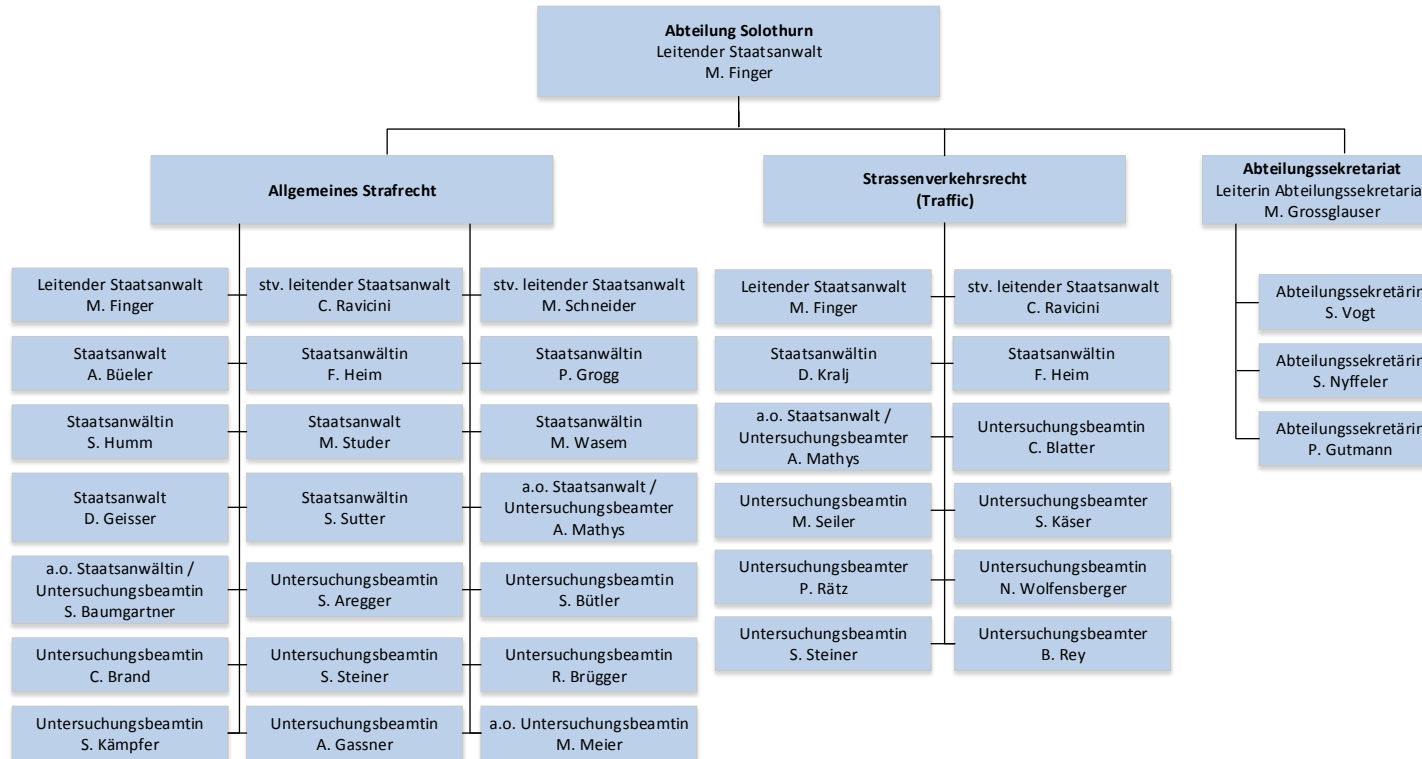 Abteilung Solothurn
Leitender Staatsanwalt
M. Finger
Allgemeines Strafrecht
Strassenverkehrsrecht
(Traffic)
Abteilungssekretariat
Leiterin Abteilungssekretaria
M. Grossglauser
Leitender Staatsanwalt
M. Finger
stv. leitender Staatsanwalt
C. Ravicini
stv. leitender Staatsanwalt
M. Schneider
Staatsanwalt
A. Büeler
Staatsanwältin
F. Heim
Staatsanwältin
P. Grogg
Staatsanwältin
S. Humm
Staatsanwalt
M. Studer
Staatsanwältin
M. Wasem
Staatsanwalt
D. Geisser
Staatsanwältin
S. Sutter
a.o. Staatsanwalt /
Untersuchungsbeamter
A. Mathys
a.o. Staatsanwältin /
Untersuchungsbeamtin
S. Baumgartner
Untersuchungsbeamtin
S. Aregger
Untersuchungsbeamtin
S. Bütler
Untersuchungsbeamtin
C. Brand
Untersuchungsbeamtin
S. Steiner
Untersuchungsbeamtin
R. Brügger
Untersuchungsbeamtin
S. Kämpfer
Untersuchungsbeamtin
A. Gassner
a.o. Untersuchungsbeamtin
M. Meier
Leitender Staatsanwalt
M. Finger
stv. leitender Staatsanwalt
C. Ravicini
Staatsanwältin
D. Kralj
Staatsanwältin
F. Heim
a.o. Staatsanwalt /
Untersuchungsbeamter
A. Mathys
Untersuchungsbeamtin
C. Blatter
Untersuchungsbeamtin
M. Seiler
Untersuchungsbeamter
S. Käser
Untersuchungsbeamter
P. Rätz
Untersuchungsbeamtin
N. Wolfensberger
Untersuchungsbeamtin
S. Steiner
Untersuchungsbeamter
B. Rey
Abteilungssekretärin
S. Vogt
Abteilungssekretärin
S. Nyffeler
Abteilungssekretärin
P. Gutmann